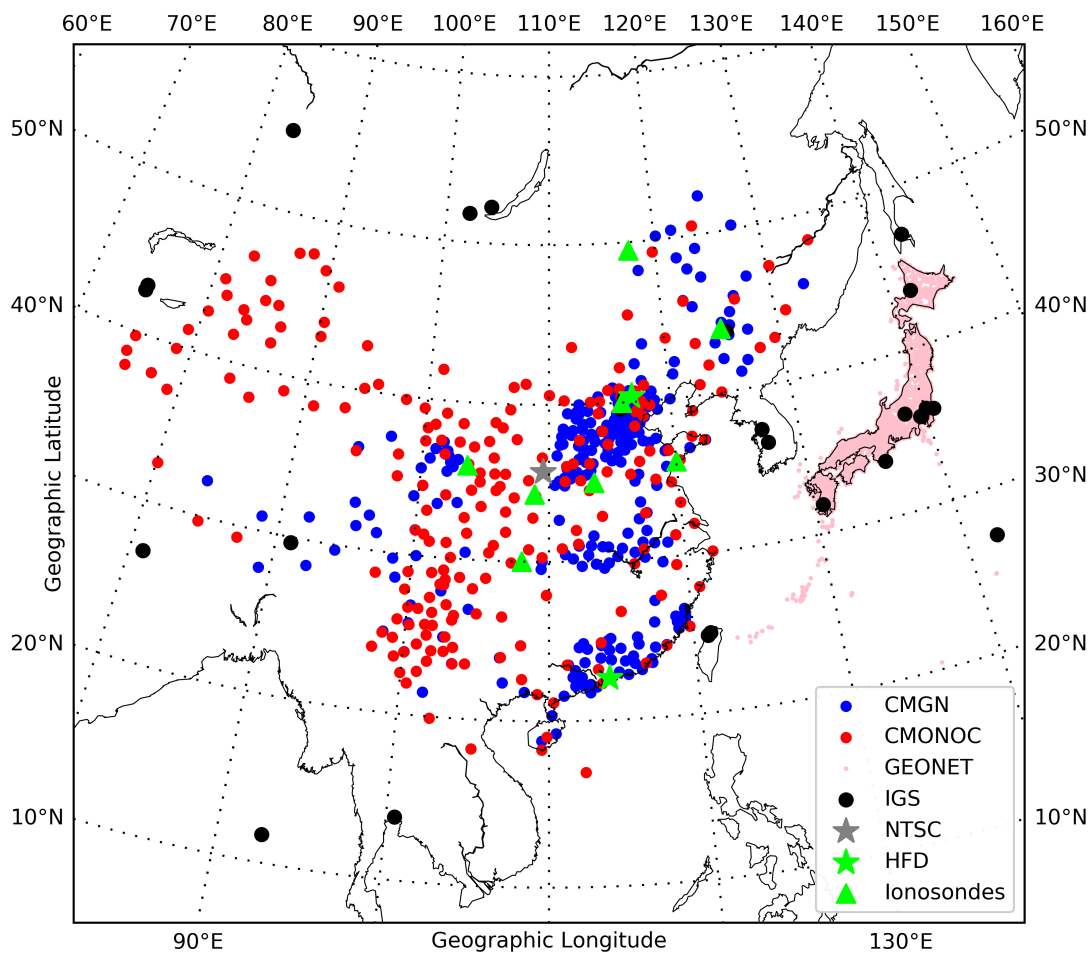 60°E 70°E 80°E 90°E 100°E 110°E 120°E 130°E 140°E 150°E 160°E
50°N 50°N
40°N 40°N
30°N 30°N
20°N 20°N
10°N 10°N
Geographic Latitude
CMGN
CMONOC
GEONET
IGS
NTSC
HFD
Ionosondes
90°E Geographic Longitude 130°E